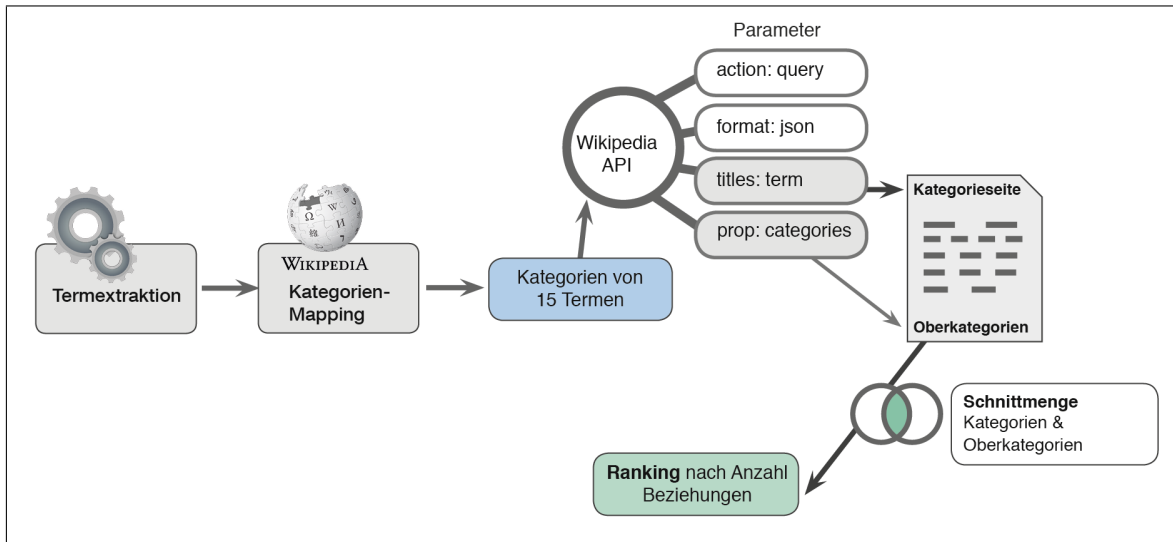 Termextraktion
WIKIPEDIA
Kategorien-
Mapping
Kategorien von
15 Termen
Wikipedia
API
Parameter
action: query
format: json
titles: term
prop: categories
Kategorieseite
Oberkategorien
Schnittmenge
Kategorien &
Oberkategorien
Ranking nach Anzahl
Beziehungen